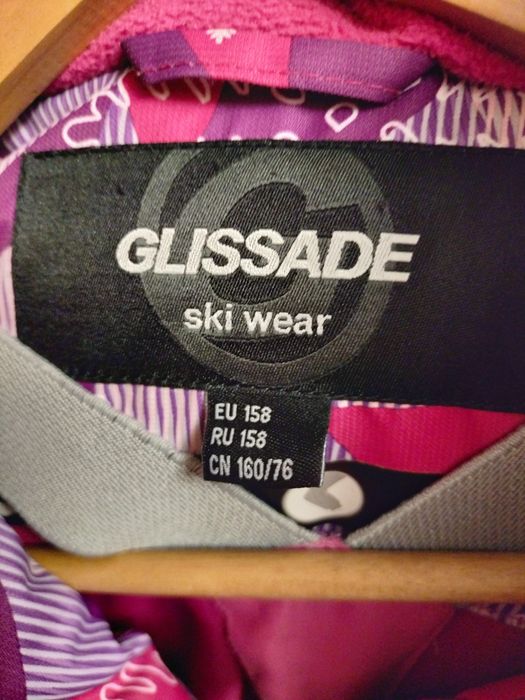 GLISSADE
ski wear
EU 158
RU 158
CN 160/76